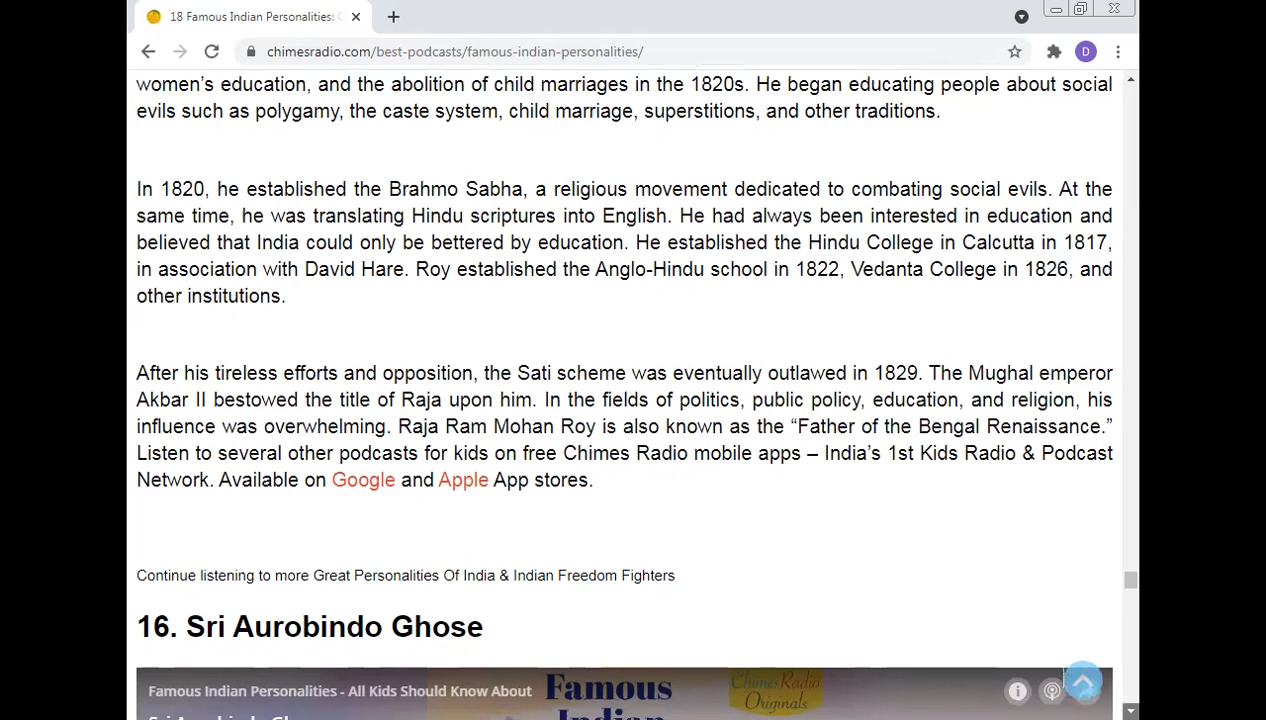 18 Famous Indian Personalities:
chimesradio.com/best-podcasts/famous-indian-personalities/
D
women's education, and the abolition of child marriages in the 1820s. He began educating people about social
evils such as polygamy, the caste system, child marriage, superstitions, and other traditions.
In 1820, he established the Brahmo Sabha, a religious movement dedicated to combating social evils. At the
same time, he was translating Hindu scriptures into English. He had always been interested in education and
believed that India could only be bettered by education. He established the Hindu College in Calcutta in 1817,
in association with David Hare. Roy established the Anglo-Hindu school in 1822, Vedanta College in 1826, and
other institutions.
After his tireless efforts and opposition, the Sati scheme was eventually outlawed in 1829. The Mughal emperor
Akbar II bestowed the title of Raja upon him. In the fields of politics, public policy, education, and religion, his
influence was overwhelming. Raja Ram Mohan Roy is also known as the “Father of the Bengal Renaissance.”
Listen to several other podcasts for kids on free Chimes Radio mobile apps – India's 1st Kids Radio & Podcast
Network. Available on Google and Apple App stores.
Continue listening to more Great Personalities Of India & Indian Freedom Fighters
16. Sri Aurobindo Ghose
Famous Indian Personalities - All Kids Should Know About
Famous
ChimesRadio
Originals
Sri Aurobindo
Indian